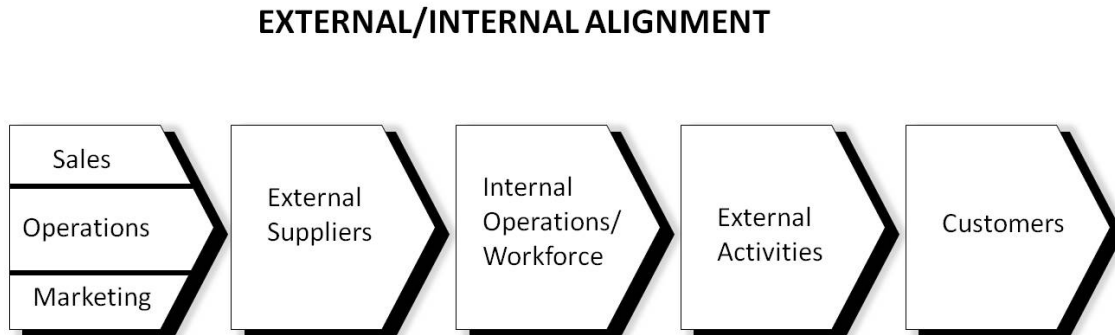 EXTERNAL/INTERNAL ALIGNMENT
Sales
Operations
Marketing
External
Suppliers
Internal
Operations/
Workforce
External
Activities
Customers